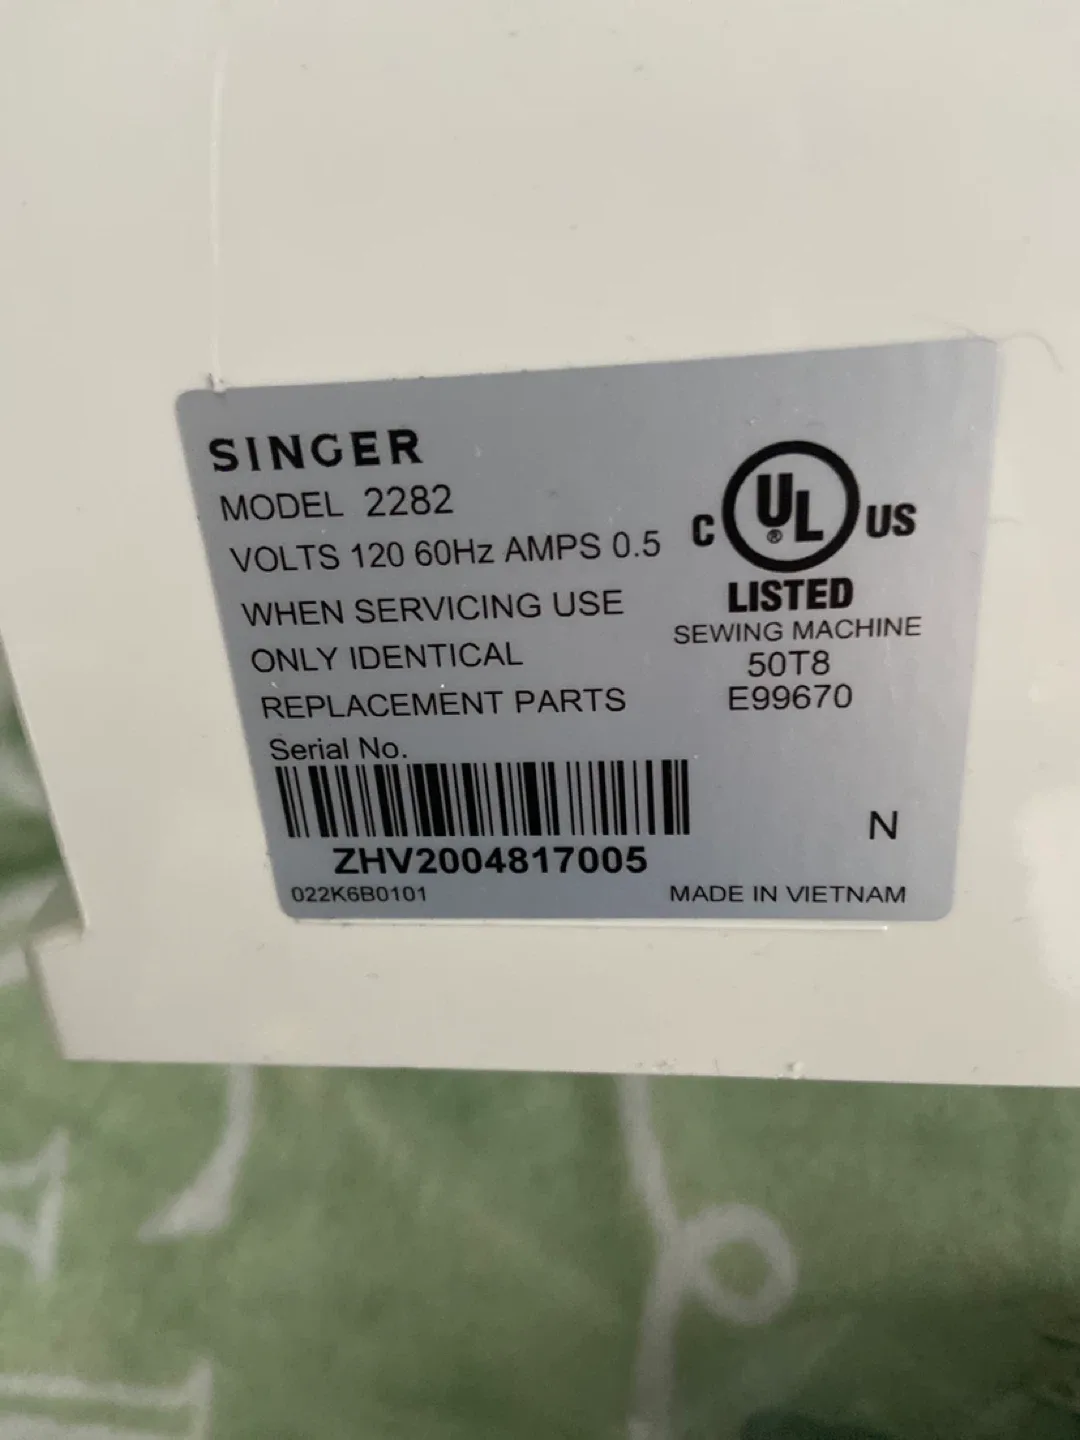 SINGER
MODEL 2282
VOLTS 120 60Hz AMPS 0.5
WHEN SERVICING USE
ONLY IDENTICAL
REPLACEMENT PARTS
Serial No.
ZHV2004817005
022K6B0101
C UL® US
LISTED
SEWING MACHINE
50T8
E99670
N
MADE IN VIETNAM